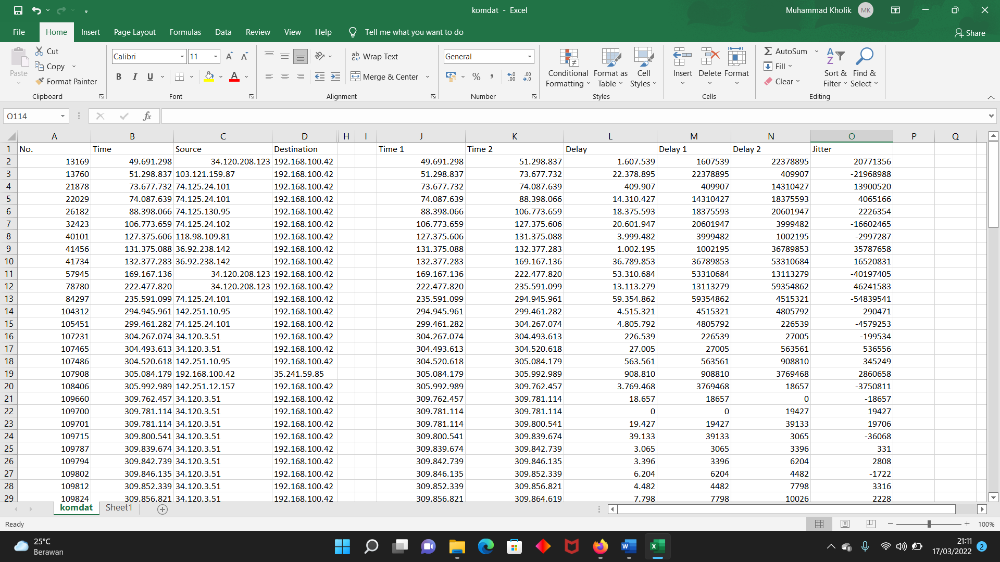 komdat - Excel
Muhammad Kholik MK
File Home Insert Page Layout Formulas Data Review View Help Tell me what you want to do Share
Paste
Cut
Copy
Format Painter
Clipboard
Calibri 11
B I U
Font
Wrap Text
Merge & Center
Alignment
General
Number
Conditional Formatting
Format as Table
Cell Styles
Styles
Insert Delete Format
Cells
AutoSum
Fill
Clear
Sort & Filter
Find & Select
Editing
O114 fx
A B C D H I J K L M N O P Q
1 No. Time Source Destination Time 1 Time 2 Delay Delay 1 Delay 2 Jitter
2 13169 49.691.298 34.120.208.123 192.168.100.42 49.691.298 51.298.837 1.607.539 1607539 22378895 20771356
3 13760 51.298.837 103.121.159.87 192.168.100.42 51.298.837 73.677.732 22.378.895 22378895 409907 -21968988
4 21878 73.677.732 74.125.24.101 192.168.100.42 73.677.732 74.087.639 409.907 409907 14310427 13900520
5 22029 74.087.639 74.125.24.101 192.168.100.42 74.087.639 88.398.066 14.310.427 14310427 18375593 4065166
6 26182 88.398.066 74.125.130.95 192.168.100.42 88.398.066 106.773.659 18.375.593 18375593 20601947 2226354
7 32423 106.773.659 74.125.24.102 192.168.100.42 106.773.659 127.375.606 20.601.947 20601947 3999482 -16602465
8 40101 127.375.606 118.98.109.81 192.168.100.42 127.375.606 131.375.088 3.999.482 3999482 1002195 -2997287
9 41456 131.375.088 36.92.238.142 192.168.100.42 131.375.088 132.377.283 1.002.195 1002195 36789853 35787658
10 41734 132.377.283 36.92.238.142 192.168.100.42 132.377.283 169.167.136 36.789.853 36789853 53310684 16520831
11 57945 169.167.136 34.120.208.123 192.168.100.42 169.167.136 222.477.820 53.310.684 53310684 13113279 -40197405
12 78780 222.477.820 34.120.208.123 192.168.100.42 222.477.820 235.591.099 13.113.279 13113279 59354862 46241583
13 84297 235.591.099 74.125.24.101 192.168.100.42 235.591.099 294.945.961 59.354.862 59354862 4515321 -54839541
14 104312 294.945.961 142.251.10.95 192.168.100.42 294.945.961 299.461.282 4.515.321 4515321 4805792 290471
15 105451 299.461.282 74.125.24.101 192.168.100.42 299.461.282 304.267.074 4.805.792 4805792 226539 -4579253
16 107231 304.267.074 34.120.3.51 192.168.100.42 304.267.074 304.493.613 226.539 226539 27005 -199534
17 107465 304.493.613 34.120.3.51 192.168.100.42 304.493.613 304.520.618 27.005 27005 563561 536556
18 107486 304.520.618 142.251.10.95 192.168.100.42 304.520.618 305.084.179 563.561 563561 908810 345249
19 107908 305.084.179 192.168.100.42 35.241.59.85 305.084.179 305.992.989 908.810 908810 3769468 2860658
20 108406 305.992.989 142.251.12.157 192.168.100.42 305.992.989 309.762.457 3.769.468 3769468 18657 -3750811
21 109660 309.762.457 34.120.3.51 192.168.100.42 309.762.457 309.781.114 18.657 18657 0 -18657
22 109700 309.781.114 34.120.3.51 192.168.100.42 309.781.114 309.781.114 0 0 19427 19427
23 109701 309.781.114 34.120.3.51 192.168.100.42 309.781.114 309.800.541 19.427 19427 39133 19706
24 109715 309.800.541 34.120.3.51 192.168.100.42 309.800.541 309.839.674 39.133 39133 3065 -36068
25 109787 309.839.674 34.120.3.51 192.168.100.42 309.839.674 309.842.739 3.065 3065 3396 331
26 109794 309.842.739 34.120.3.51 192.168.100.42 309.842.739 309.846.135 3.396 3396 6204 2808
27 109802 309.846.135 34.120.3.51 192.168.100.42 309.846.135 309.852.339 6.204 6204 4482 -1722
28 109812 309.852.339 34.120.3.51 192.168.100.42 309.852.339 309.856.821 4.482 4482 7798 3316
29 109824 309.856.821 34.120.3.51 192.168.100.42 309.856.821 309.864.619 7.798 7798 10026 2228
komdat Sheet1
Ready 100%
25°C
Berawan
21:11
17/03/2022 2